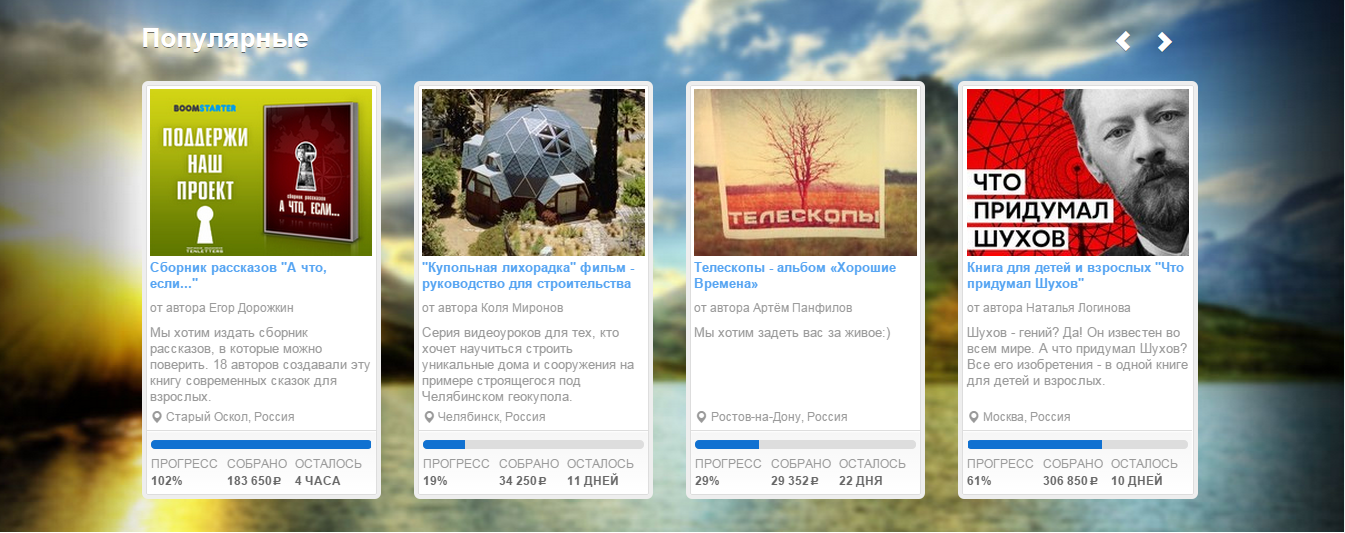 Популярные
BOOMSTARTER
ПОДДЕРЖИ
НАШ
ПРОЕКТ
TENLETTERS
сборник рассказов
А ЧТО, ЕСЛИ...
Сборник рассказов "А что,
если..."
от автора Егор Дорожкин
Мы хотим издать сборник
рассказов, в которые можно
поверить. 18 авторов создавали эту
книгу современных сказок для
взрослых.
Старый Оскол, Россия
ПРОГРЕСС СОБРАНО ОСТАЛОСЬ
102% 183 650₽ 4 ЧАСА
"Купольная лихорадка" фильм -
руководство для строительства
от автора Коля Миронов
Серия видеоуроков для тех, кто
хочет научиться строить
уникальные дома и сооружения на
примере строящегося под
Челябинском геокупола.
Челябинск, Россия
ПРОГРЕСС СОБРАНО ОСТАЛОСЬ
19% 34 250₽ 11 ДНЕЙ
ТЕЛЕСКОПЫ
Телескопы - альбом «Хорошие
Времена»
от автора Артём Панфилов
Мы хотим задеть вас за живое:)
Ростов-на-Дону, Россия
ПРОГРЕСС СОБРАНО ОСТАЛОСЬ
29% 29 352₽ 22 ДНЯ
ЧТО
ПРИДУМАЛ
ШУХОВ
Книга для детей и взрослых "Что
придумал Шухов"
от автора Наталья Логинова
Шухов - гений? Да! Он известен во
всем мире. А что придумал Шухов?
Все его изобретения - в одной книге
для детей и взрослых.
Москва, Россия
ПРОГРЕСС СОБРАНО ОСТАЛОСЬ
61% 306 850₽ 10 ДНЕЙ